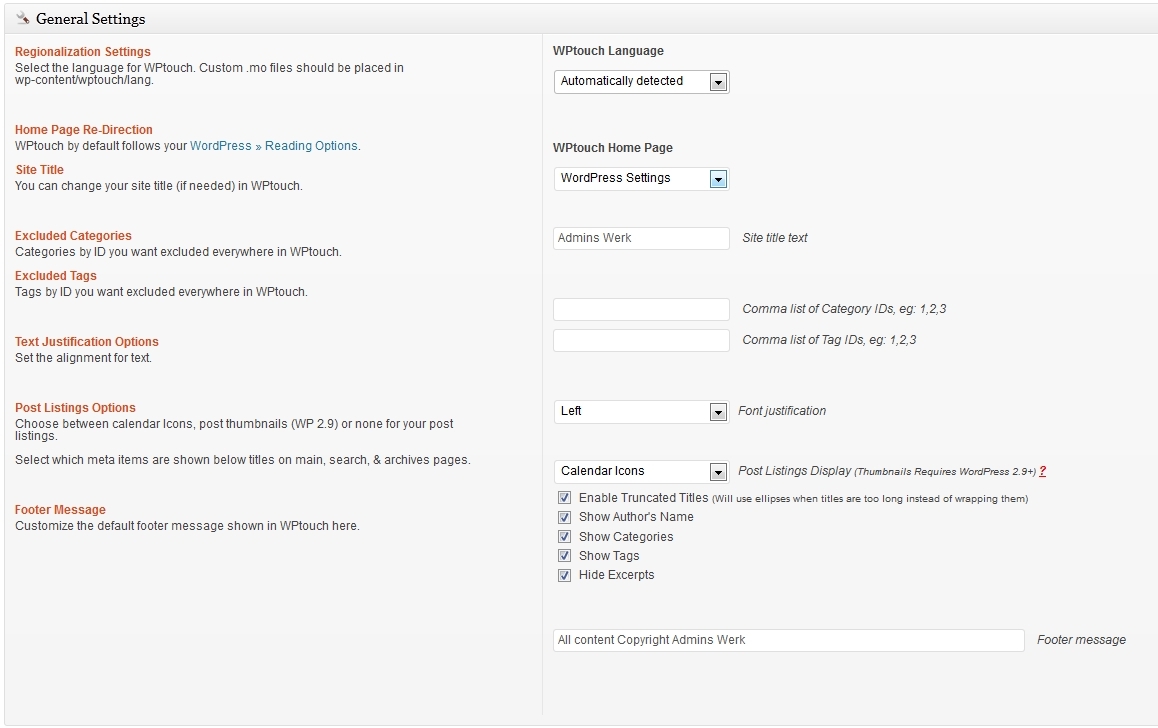 General Settings
Regionalization Settings
Select the language for WPtouch. Custom .mo files should be placed in
wp-content/wptouch/lang.
Home Page Re-Direction
WPtouch by default follows your WordPress » Reading Options.
Site Title
You can change your site title (if needed) in WPtouch.
Excluded Categories
Categories by ID you want excluded everywhere in WPtouch.
Excluded Tags
Tags by ID you want excluded everywhere in WPtouch.
Text Justification Options
Set the alignment for text.
Post Listings Options
Choose between calendar Icons, post thumbnails (WP 2.9) or none for your post
listings.
Select which meta items are shown below titles on main, search, & archives pages.
Footer Message
Customize the default footer message shown in WPtouch here.
WPtouch Language
Automatically detected
WPtouch Home Page
WordPress Settings
Admins Werk Site title text
Comma list of Category IDs, eg: 1,2,3
Comma list of Tag IDs, eg: 1,2,3
Left Font justification
Calendar Icons Post Listings Display (Thumbnails Requires WordPress 2.9+) ?
Enable Truncated Titles (Will use ellipses when titles are too long instead of wrapping them)
Show Author's Name
Show Categories
Show Tags
Hide Excerpts
All content Copyright Admins Werk Footer message